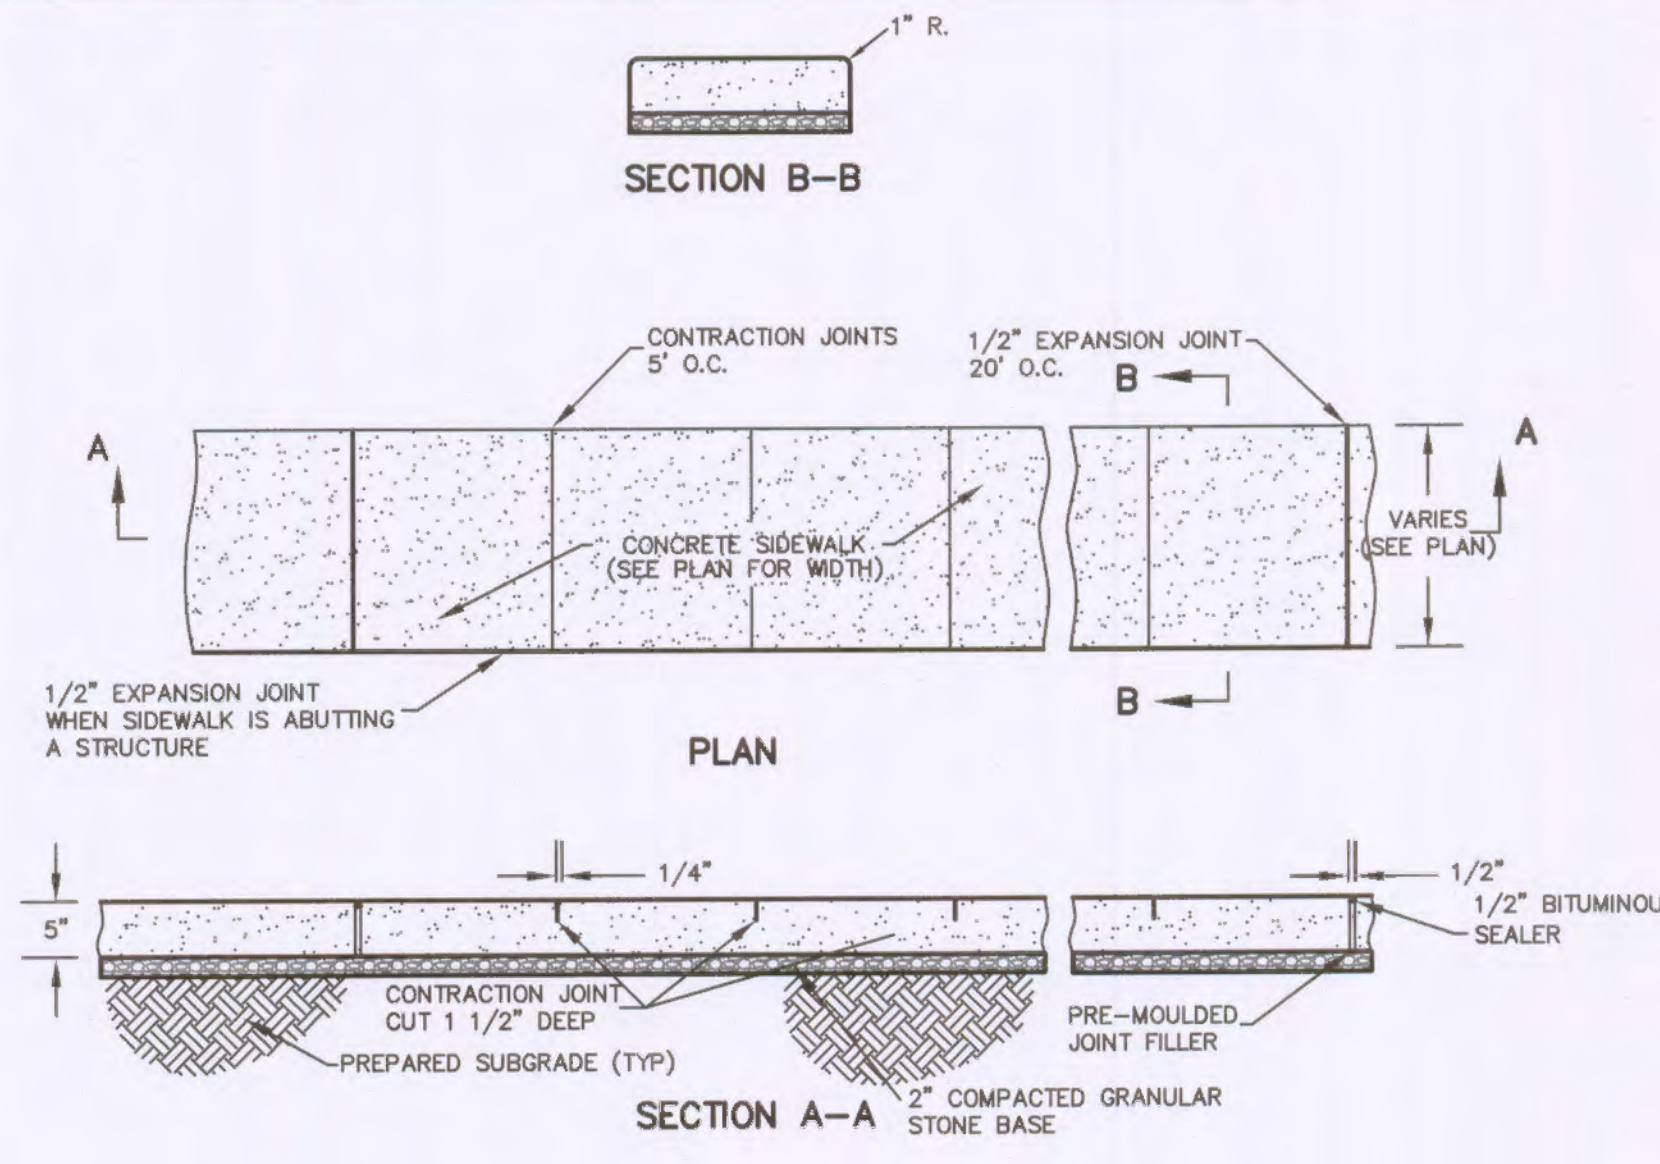 1" R.
SECTION B-B
CONTRACTION JOINTS
5' O.C.
1/2" EXPANSION JOINT
20' O.C.
B
A
A
VARIES
(SEE PLAN)
CONCRETE SIDEWALK
(SEE PLAN FOR WIDTH)
1/2" EXPANSION JOINT
WHEN SIDEWALK IS ABUTTING
A STRUCTURE
B
PLAN
1/4"
1/2"
5"
1/2" BITUMINOU
SEALER
CONTRACTION JOINT
CUT 1 1/2" DEEP
PRE-MOULDED
JOINT FILLER
PREPARED SUBGRADE (TYP)
2" COMPACTED GRANULAR
STONE BASE
SECTION A-A